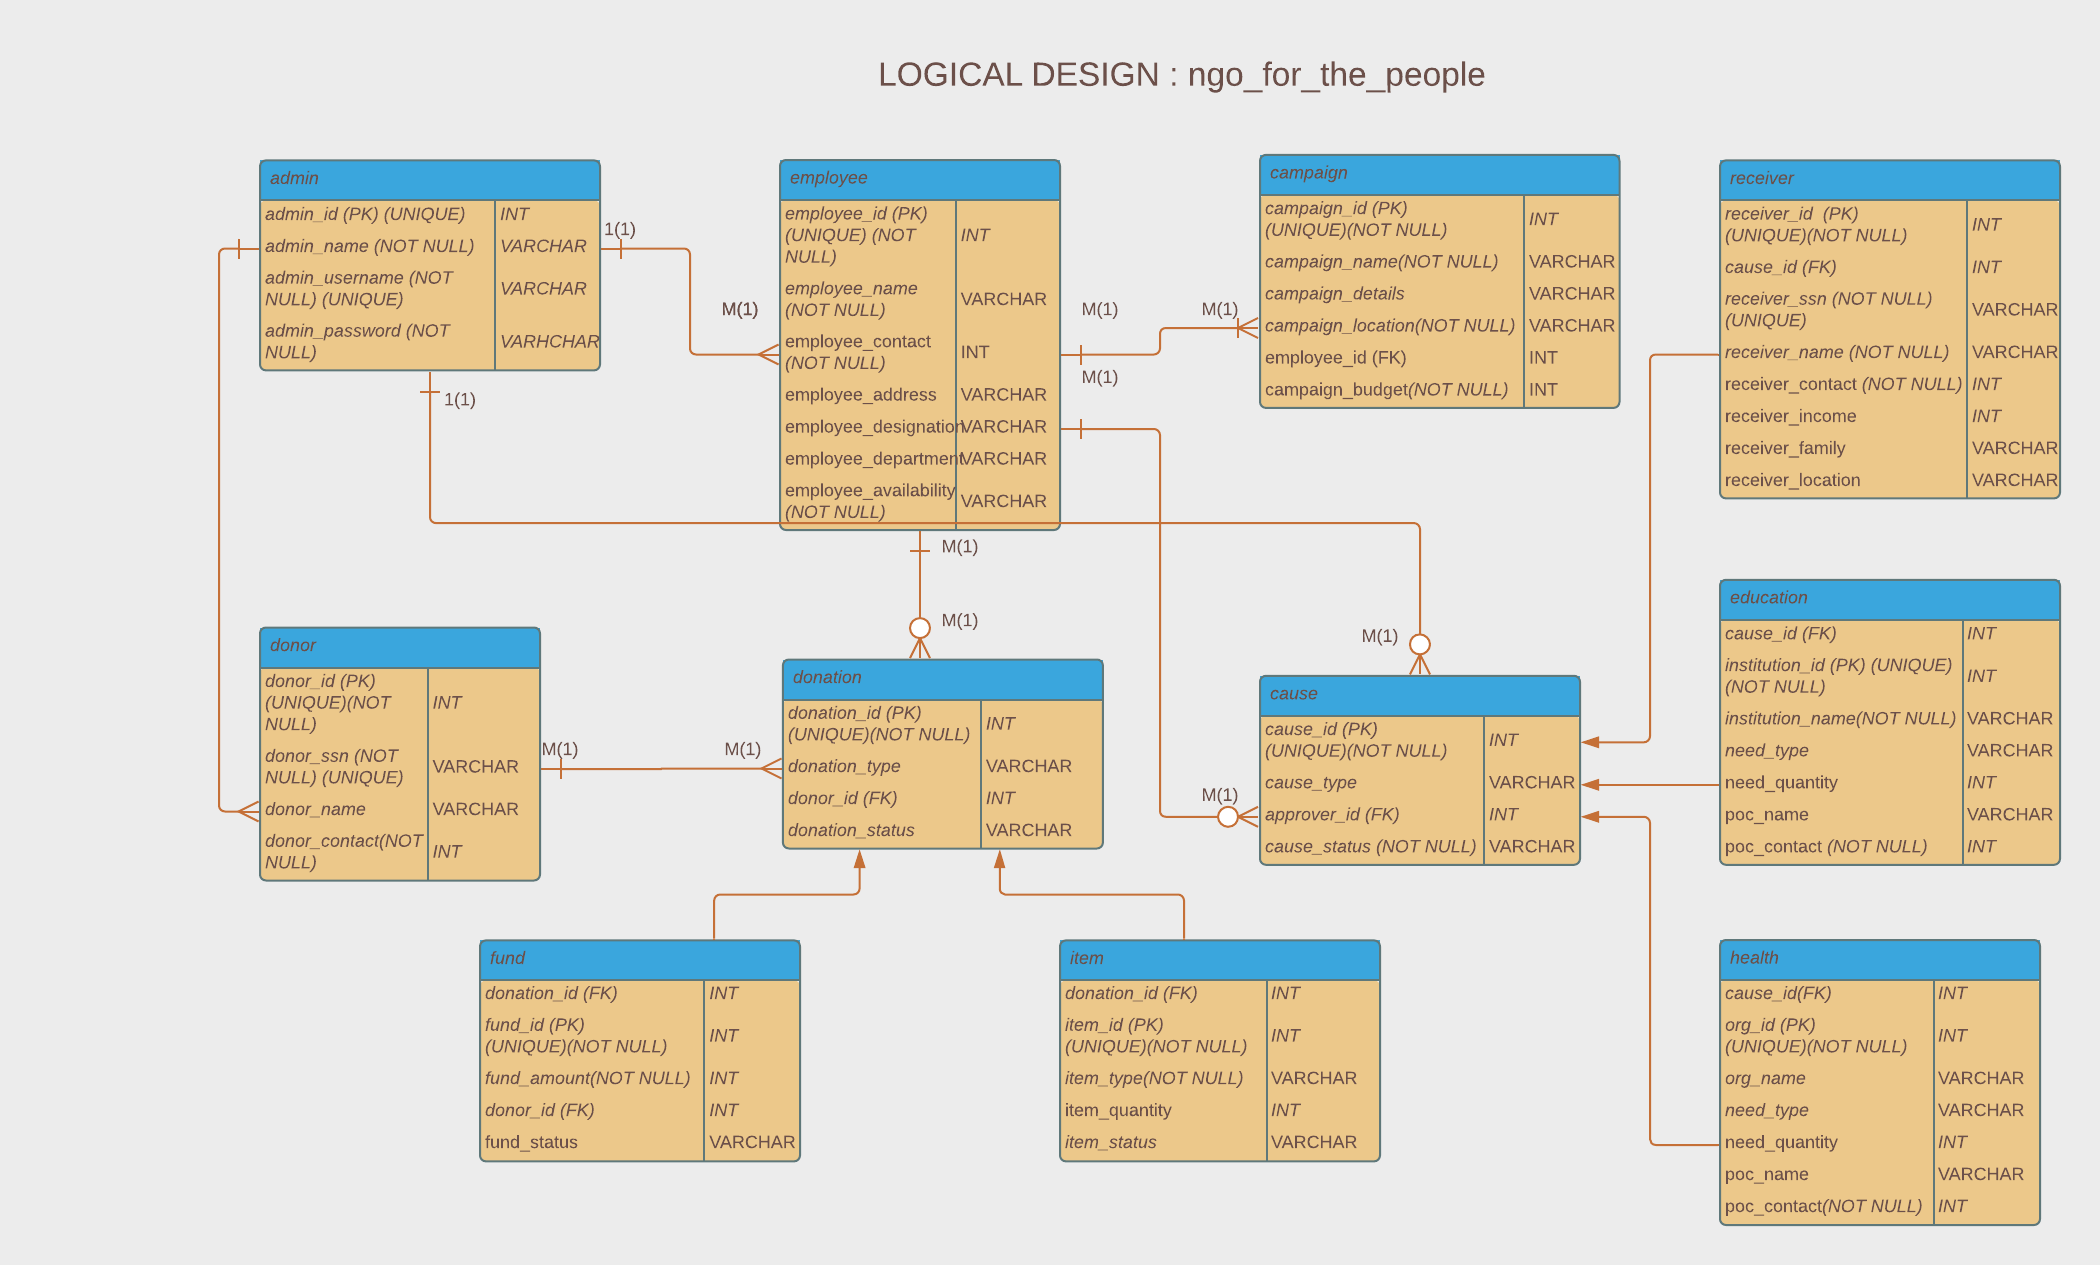 LOGICAL DESIGN : ngo_for_the_people
admin
admin_id (PK) (UNIQUE) INT
admin_name (NOT NULL) VARCHAR
admin_username (NOT
NULL) (UNIQUE) VARCHAR
admin_password (NOT
NULL) VARHCHAR
1(1)
M(1)
1(1)
employee
employee_id (PK)
(UNIQUE) (NOT
NULL) INT
employee_name
(NOT NULL) VARCHAR
employee_contact
(NOT NULL) INT
employee_address VARCHAR
employee_designation VARCHAR
employee_department VARCHAR
employee_availability
(NOT NULL) VARCHAR
M(1)
M(1)
M(1)
M(1)
M(1)
campaign
campaign_id (PK)
(UNIQUE)(NOT NULL) INT
campaign_name(NOT NULL) VARCHAR
campaign_details VARCHAR
campaign_location(NOT NULL) VARCHAR
employee_id (FK) INT
campaign_budget(NOT NULL) INT
receiver
receiver_id (PK)
(UNIQUE)(NOT NULL) INT
cause_id (FK) INT
receiver_ssn (NOT NULL)
(UNIQUE) VARCHAR
receiver_name (NOT NULL) VARCHAR
receiver_contact (NOT NULL) INT
receiver_income INT
receiver_family VARCHAR
receiver_location VARCHAR
donor
donor_id (PK)
(UNIQUE)(NOT
NULL) INT
donor_ssn (NOT
NULL) (UNIQUE) VARCHAR
donor_name VARCHAR
donor_contact(NOT
NULL) INT
M(1)
M(1)
donation
donation_id (PK)
(UNIQUE)(NOT NULL) INT
donation_type VARCHAR
donor_id (FK) INT
donation_status VARCHAR
M(1)
M(1)
cause
cause_id (PK)
(UNIQUE)(NOT NULL) INT
cause_type VARCHAR
approver_id (FK) INT
cause_status (NOT NULL) VARCHAR
education
cause_id (FK) INT
institution_id (PK) (UNIQUE)
(NOT NULL) INT
institution_name(NOT NULL) VARCHAR
need_type VARCHAR
need_quantity INT
poc_name VARCHAR
poc_contact (NOT NULL) INT
fund
donation_id (FK) INT
fund_id (PK)
(UNIQUE)(NOT NULL) INT
fund_amount(NOT NULL) INT
donor_id (FK) INT
fund_status VARCHAR
item
donation_id (FK) INT
item_id (PK)
(UNIQUE)(NOT NULL) INT
item_type(NOT NULL) VARCHAR
item_quantity INT
item_status VARCHAR
health
cause_id(FK) INT
org_id (PK)
(UNIQUE)(NOT NULL) INT
org_name VARCHAR
need_type VARCHAR
need_quantity INT
poc_name VARCHAR
poc_contact(NOT NULL) INT